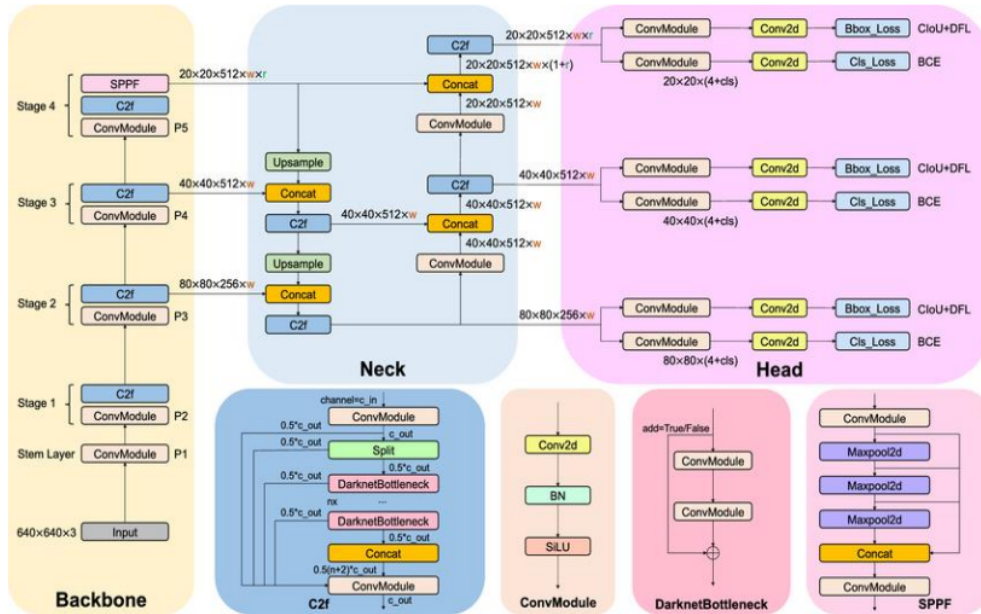 SPPF
C2f
ConvModule
P5
Stage 4
20×20×512×w×r
C2f
ConvModule
P4
Stage 3
40×40×512×w
C2f
ConvModule
P3
Stage 2
80×80×256×w
C2f
ConvModule
P2
Stage 1
Stem Layer
ConvModule
P1
640×640×3
Input
Backbone
Upsample
Concat
C2f
40×40×512×w
Upsample
Concat
C2f
C2f
20×20×512×w×r
20×20×512×w×(1+r)
Concat
20×20×512×w
ConvModule
C2f
40×40×512×w
40×40×512×w
Concat
40×40×512×w
ConvModule
80×80×256×w
Neck
ConvModule
Conv2d
Bbox_Loss
CIoU+DFL
ConvModule
Conv2d
Cls_Loss
BCE
20×20×(4+cls)
ConvModule
Conv2d
Bbox_Loss
CIoU+DFL
ConvModule
Conv2d
Cls_Loss
BCE
40×40×(4+cls)
ConvModule
Conv2d
Bbox_Loss
CIoU+DFL
ConvModule
Conv2d
Cls_Loss
BCE
80×80×(4+cls)
Head
channel=c_in
ConvModule
0.5*c_out
c_out
0.5*c_out
Split
0.5*c_out
0.5*c_out
DarknetBottleneck
nx
...
0.5*c_out
DarknetBottleneck
0.5*c_out
Concat
0.5(n+2)*c_out
ConvModule
C2f
c_out
Conv2d
BN
SiLU
ConvModule
add=True/False
ConvModule
ConvModule
DarknetBottleneck
ConvModule
Maxpool2d
Maxpool2d
Maxpool2d
Concat
ConvModule
SPPF